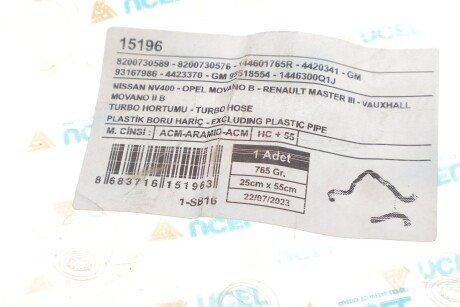 15196
8200730589 - 8200730576 - 144601765R - 4420341 - GM
93167986 - 4423370 - GM 93518554 - 1446300Q1J
NISSAN NV400 - OPEL MOVANO B - RENAULT MASTER III - VAUXHALL
MOVANO II B
TURBO HORTUMU - TURBO HOSE
PLASTİK BORU HARİÇ - EXCLUDING PLASTIC PIPE
M. CİNSİ : ACM-ARAMID-ACM HC + 55
1 Adet
765 Gr.
25cm x 55cm
22/07/2023
8 683716 151963
1-SB16
UCEL